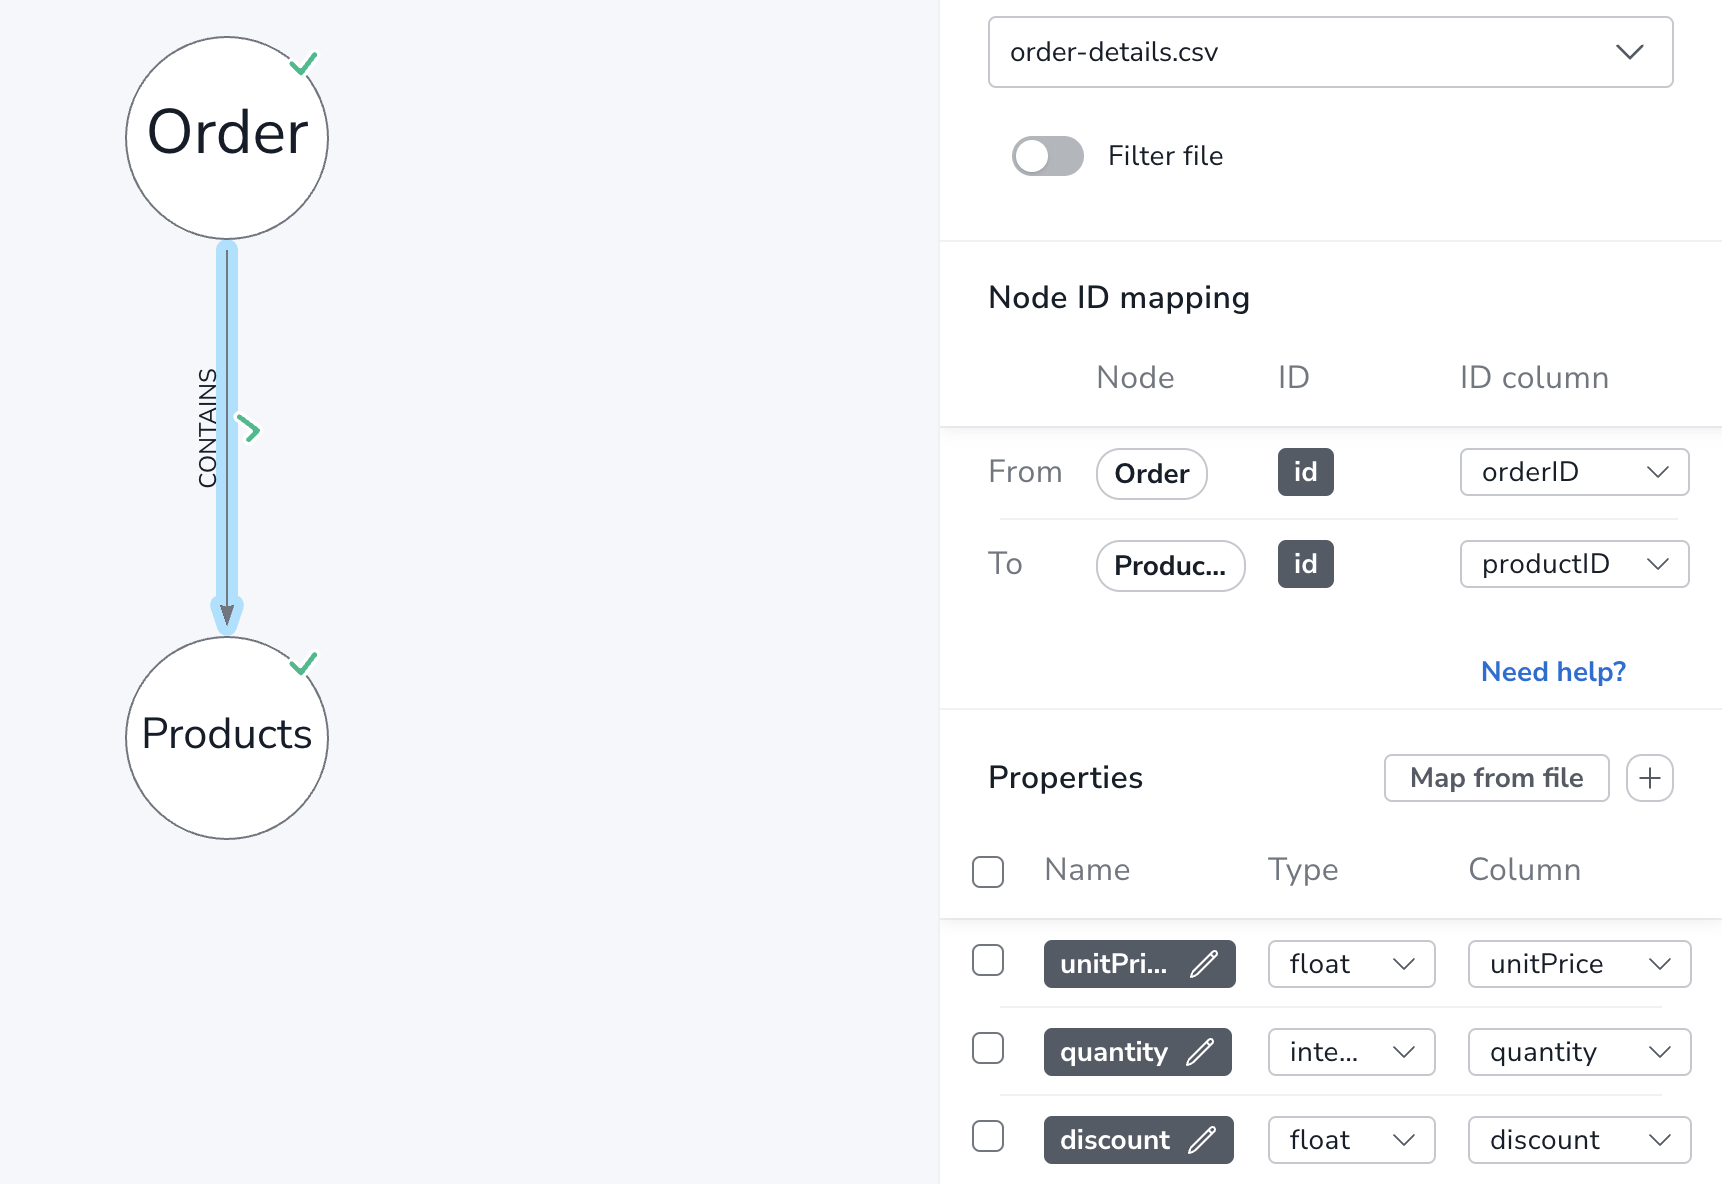 Order
CONTAINS
Products
order-details.csv
Filter file
Node ID mapping
Node ID ID column
From Order id orderID
To Produc... id productID
Need help?
Properties Map from file
Name Type Column
unitPri... float unitPrice
quantity inte... quantity
discount float discount